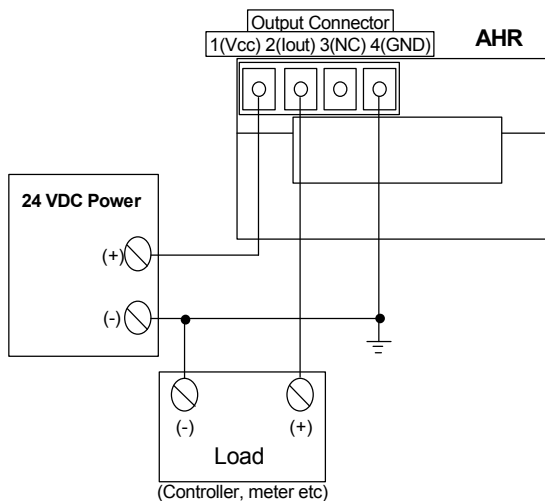 Output Connector
1(Vcc) 2(Iout) 3(NC) 4(GND)
AHR
24 VDC Power
(+)
(-)
(-)
(+)
Load
(Controller, meter etc)